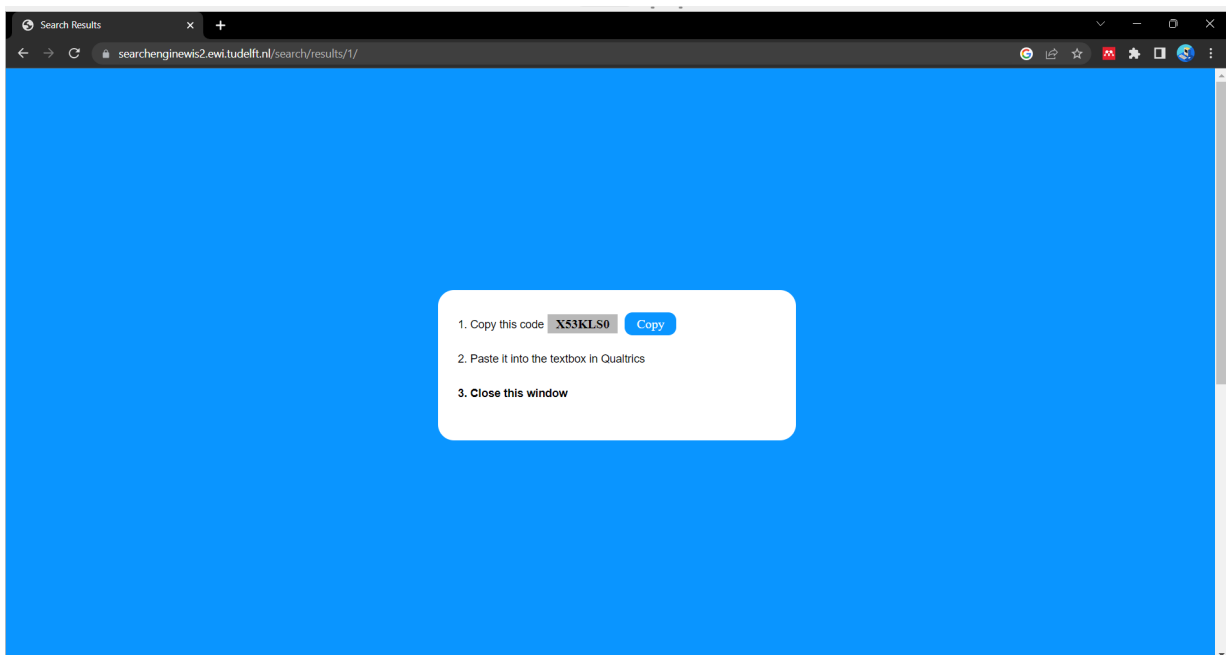 Search Results
searchenginewis2.ewi.tudelft.nl/search/results/1/
1. Copy this code X53KLS0 Copy
2. Paste it into the textbox in Qualtrics
3. Close this window